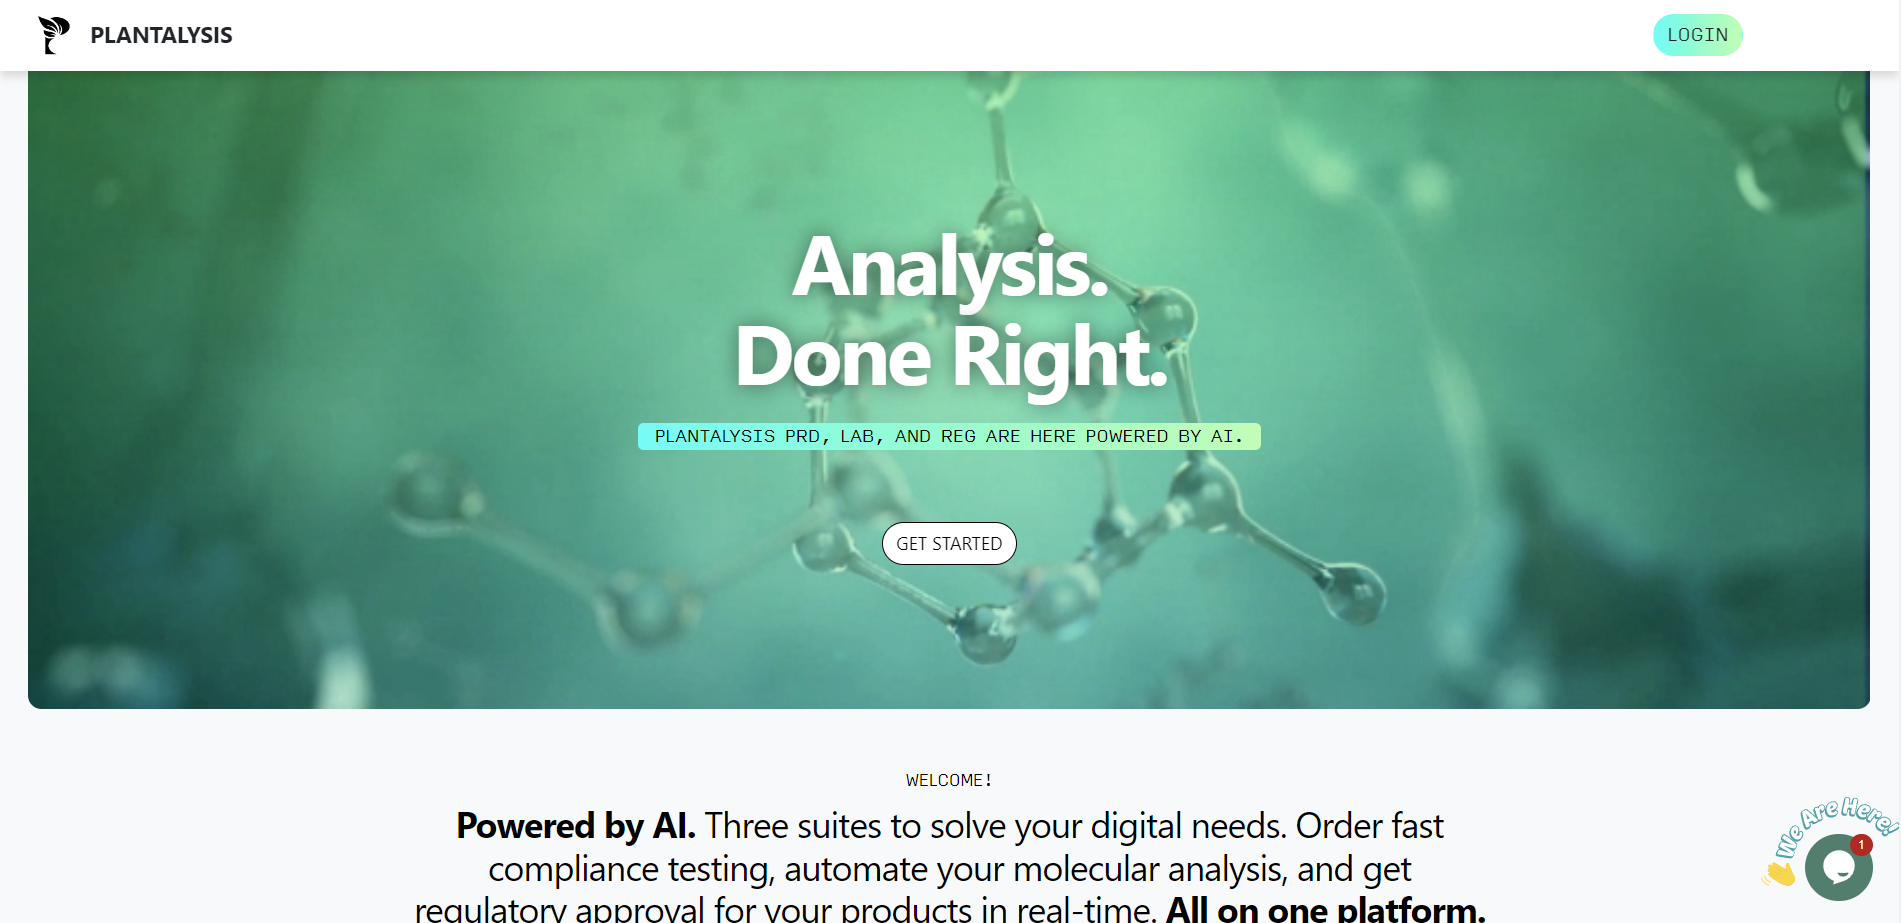 PLANTALYSIS
LOGIN
Analysis.
Done Right.
PLANTALYSIS PRD, LAB, AND REG ARE HERE POWERED BY AI.
GET STARTED
WELCOME!
Powered by AI. Three suites to solve your digital needs. Order fast
compliance testing, automate your molecular analysis, and get
regulatory approval for your products in real-time. All on one platform.
We Are Here!
1